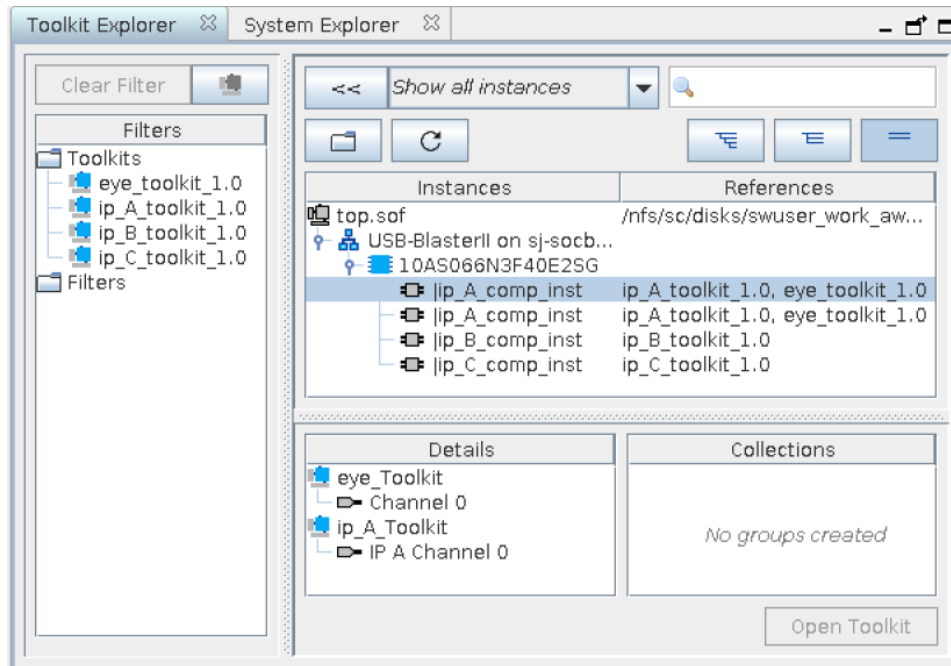 Toolkit Explorer
System Explorer
Clear Filter
<<
Show all instances
Filters
Toolkits
eye_toolkit_1.0
ip_A_toolkit_1.0
ip_B_toolkit_1.0
ip_C_toolkit_1.0
Filters
Instances References
top.sof /nfs/sc/disks/swuser_work_aw...
USB-BlasterII on sj-socb...
10AS066N3F40E2SG
|ip_A_comp_inst ip_A_toolkit_1.0, eye_toolkit_1.0
|ip_A_comp_inst ip_A_toolkit_1.0, eye_toolkit_1.0
|ip_B_comp_inst ip_B_toolkit_1.0
|ip_C_comp_inst ip_C_toolkit_1.0
Details
eye_Toolkit
Channel 0
ip_A_Toolkit
IP A Channel 0
Collections
No groups created
Open Toolkit